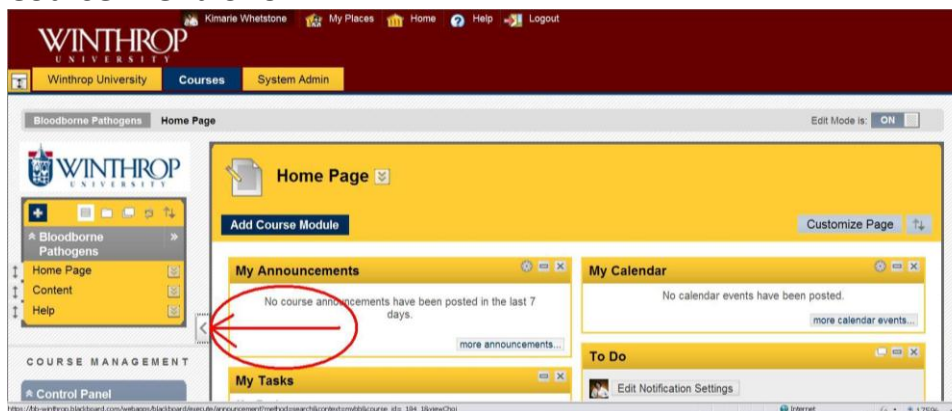 Kimarie Whetstone My Places Home Help Logout
WINTHROP
UNIVERSITY
Winthrop University Courses System Admin
Bloodborne Pathogens Home Page Edit Mode is: ON
WINTHROP
UNIVERSITY
Home Page
Add Course Module Customize Page
Bloodborne
Pathogens
Home Page
Content
Help
My Announcements
No course announcements have been posted in the last 7
days.
more announcements...
My Calendar
No calendar events have been posted.
more calendar events...
To Do
Edit Notification Settings
My Tasks
COURSE MANAGEMENT
Control Panel
Internet
175%